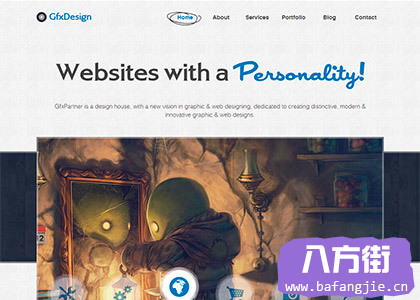 GfxDesign
Home About Services Portfolio Blog Contact
Websites with a Personality!
GfxPartner is a design house, with a new vision in graphic & web designing, dedicated to creating distinctive, modern &
innovative graphic & web designs.
八方街
www.bafangjie.cn